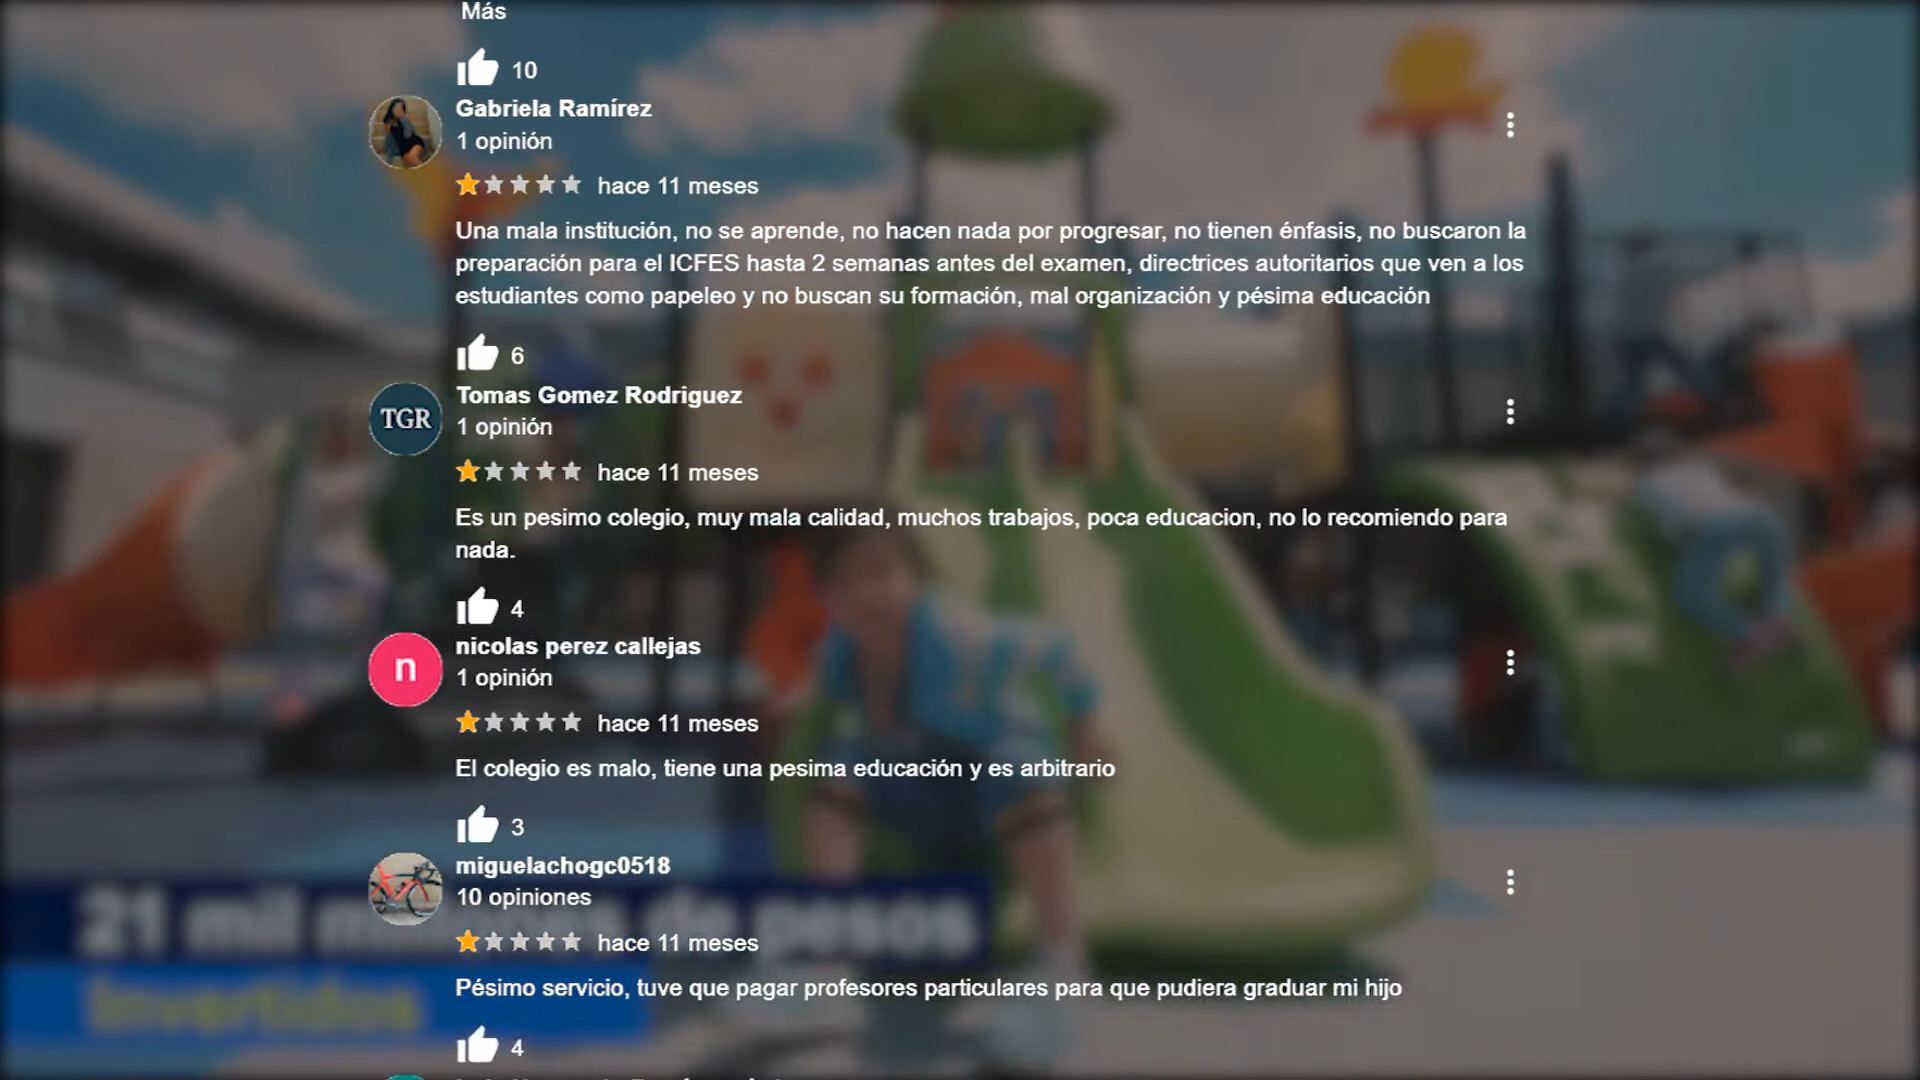 Más
10
Gabriela Ramírez
1 opinión
hace 11 meses
Una mala institución, no se aprende, no hacen nada por progresar, no tienen énfasis, no buscaron la
preparación para el ICFES hasta 2 semanas antes del examen, directrices autoritarios que ven a los
estudiantes como papeleo y no buscan su formación, mal organización y pésima educación
6
TGR
Tomas Gomez Rodriguez
1 opinión
hace 11 meses
Es un pesimo colegio, muy mala calidad, muchos trabajos, poca educacion, no lo recomiendo para
nada.
4
n
nicolas perez callejas
1 opinión
hace 11 meses
El colegio es malo, tiene una pesima educación y es arbitrario
3
miguelachogc0518
10 opiniones
hace 11 meses
21 mil millones de pesos
Invertidos
Pésimo servicio, tuve que pagar profesores particulares para que pudiera graduar mi hijo
4